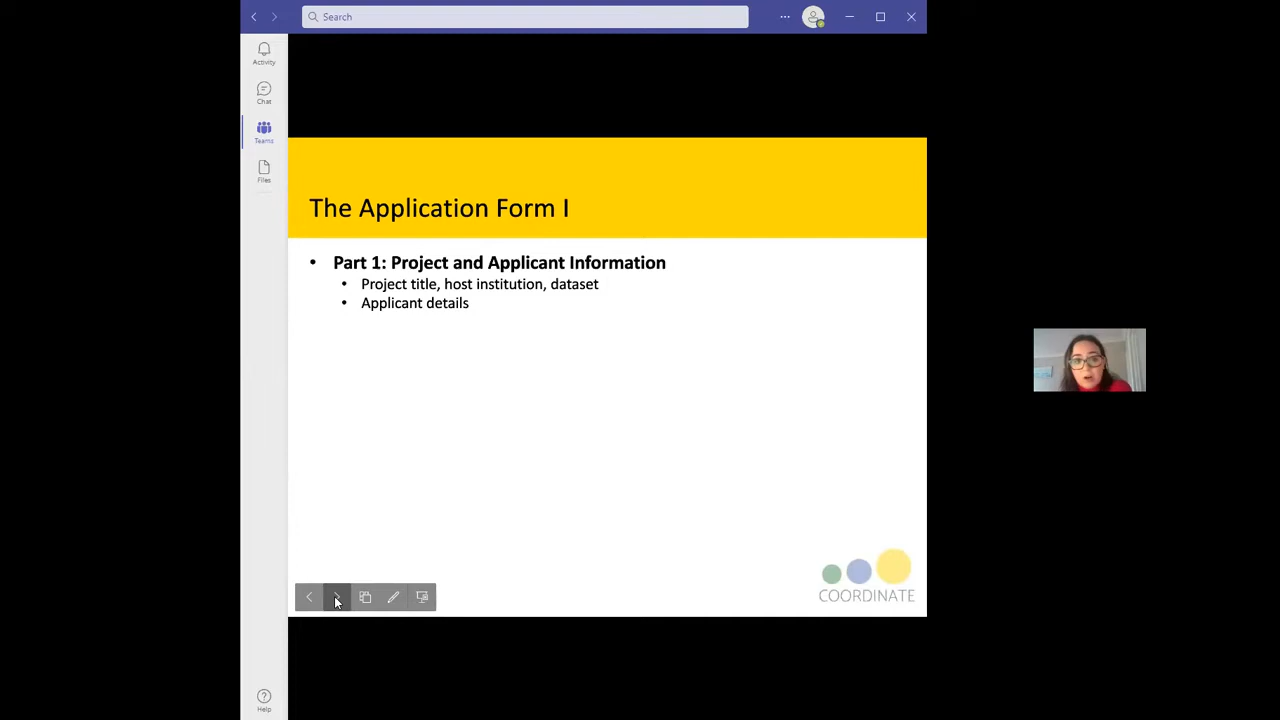 Search
Activity
Chat
Teams
Files
The Application Form I
• Part 1: Project and Applicant Information
• Project title, host institution, dataset
• Applicant details
COORDINATE
Help